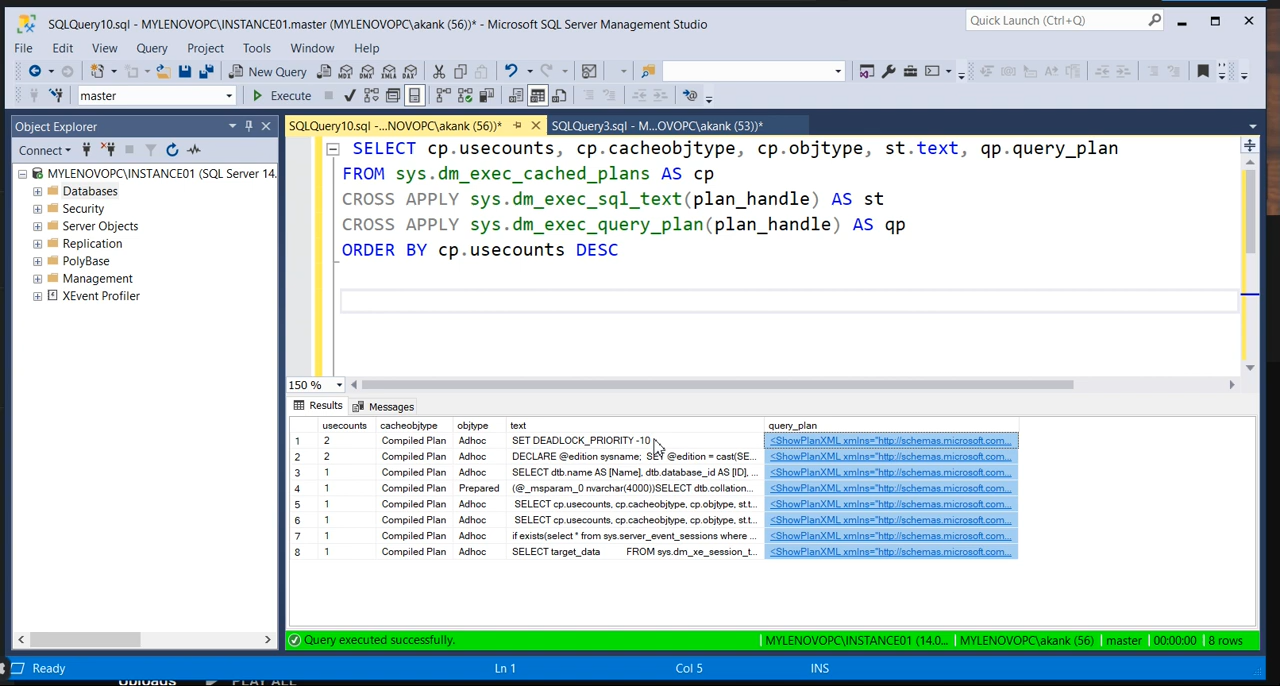 SQLQuery10.sql - MYLENOVOPC\INSTANCE01.master (MYLENOVOPC\akank (56))* - Microsoft SQL Server Management Studio
Quick Launch (Ctrl+Q)
File Edit View Query Project Tools Window Help
New Query
MDX DMX XMLA DAX
master
Execute
Object Explorer
SQLQuery10.sql -...NOVOPC\akank (56))*
SQLQuery3.sql - M...OVOPC\akank (53))*
Connect
MYLENOVOPC\INSTANCE01 (SQL Server 14.
Databases
Security
Server Objects
Replication
PolyBase
Management
XEvent Profiler
SELECT cp.usecounts, cp.cacheobjtype, cp.objtype, st.text, qp.query_plan
FROM sys.dm_exec_cached_plans AS cp
CROSS APPLY sys.dm_exec_sql_text(plan_handle) AS st
CROSS APPLY sys.dm_exec_query_plan(plan_handle) AS qp
ORDER BY cp.usecounts DESC
150 %
Results Messages
usecounts cacheobjtype objtype text query_plan
1 2 Compiled Plan Adhoc SET DEADLOCK_PRIORITY -10 <ShowPlanXML xmlns="http://schemas.microsoft.com...
2 2 Compiled Plan Adhoc DECLARE @edition sysname; SET @edition = cast(SE... <ShowPlanXML xmlns="http://schemas.microsoft.com...
3 1 Compiled Plan Adhoc SELECT dtb.name AS [Name], dtb.database_id AS [ID], ... <ShowPlanXML xmlns="http://schemas.microsoft.com...
4 1 Compiled Plan Prepared (@_msparam_0 nvarchar(4000))SELECT dtb.collation... <ShowPlanXML xmlns="http://schemas.microsoft.com...
5 1 Compiled Plan Adhoc SELECT cp.usecounts, cp.cacheobjtype, cp.objtype, st.t... <ShowPlanXML xmlns="http://schemas.microsoft.com...
6 1 Compiled Plan Adhoc SELECT cp.usecounts, cp.cacheobjtype, cp.objtype, st.t... <ShowPlanXML xmlns="http://schemas.microsoft.com...
7 1 Compiled Plan Adhoc if exists(select * from sys.server_event_sessions where ... <ShowPlanXML xmlns="http://schemas.microsoft.com...
8 1 Compiled Plan Adhoc SELECT target_data FROM sys.dm_xe_session_t... <ShowPlanXML xmlns="http://schemas.microsoft.com...
Query executed successfully.
MYLENOVOPC\INSTANCE01 (14.0... MYLENOVOPC\akank (56) master 00:00:00 8 rows
Ready Ln 1 Col 5 INS
Uploads PLAY ALL